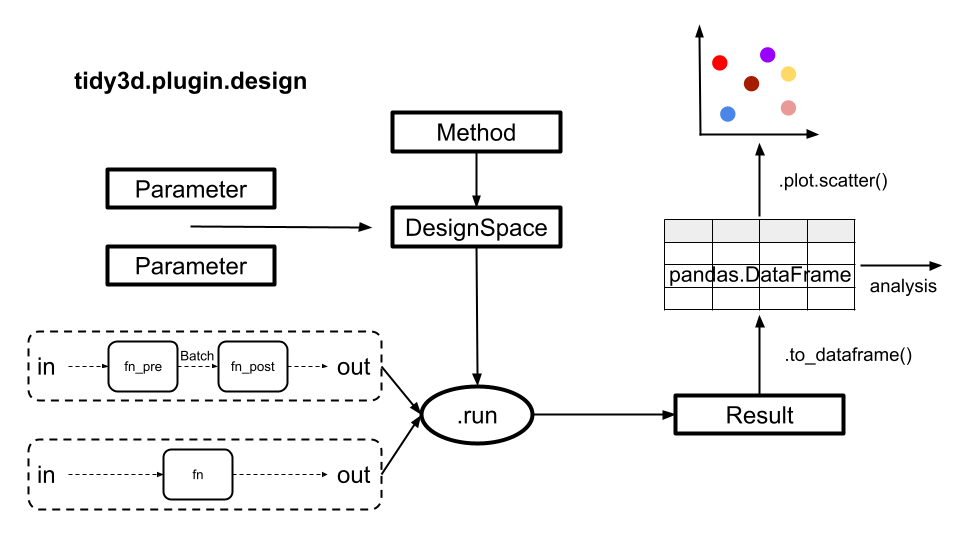 tidy3d.plugin.design
Method
Parameter
DesignSpace
Parameter
in
fn_pre
Batch
fn_post
out
in
fn
out
.run
Result
.to_dataframe()
pandas.DataFrame
analysis
.plot.scatter()